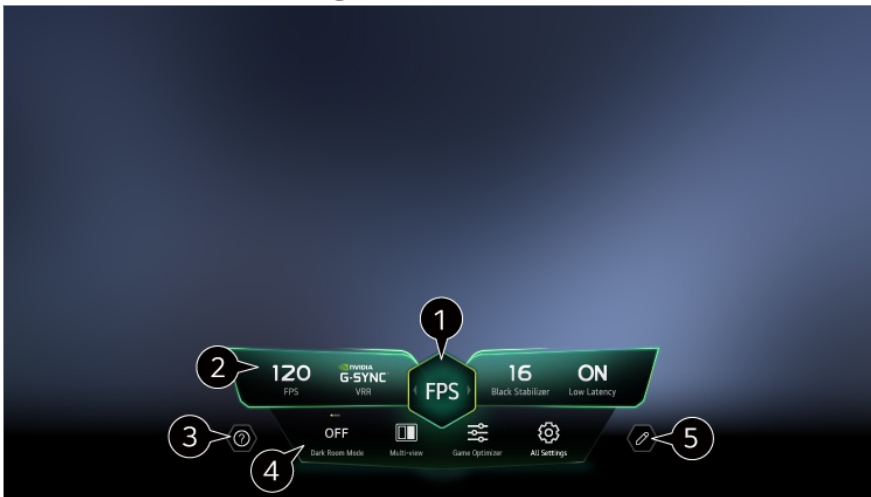 1
2
120
FPS
NVIDIA
G-SYNC
VRR
FPS
16
Black Stabilizer
ON
Low Latency
3
4
OFF
Dark Room Mode
Multi-view
Game Optimizer
All Settings
5